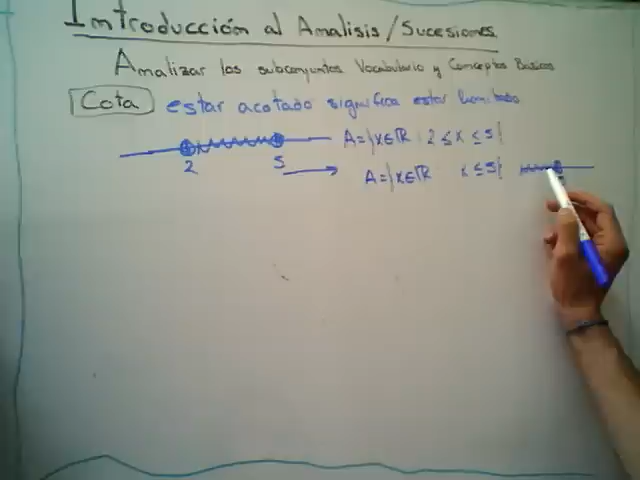 Introducción al Analisis/Sucesiones
Analizar los subconjuntos Vocabulario y Conceptos Basicos
Cota estar acotado significa estar limitado
2 5 A={x∈ℝ 2≤x≤5}
A={x∈ℝ x≤5}